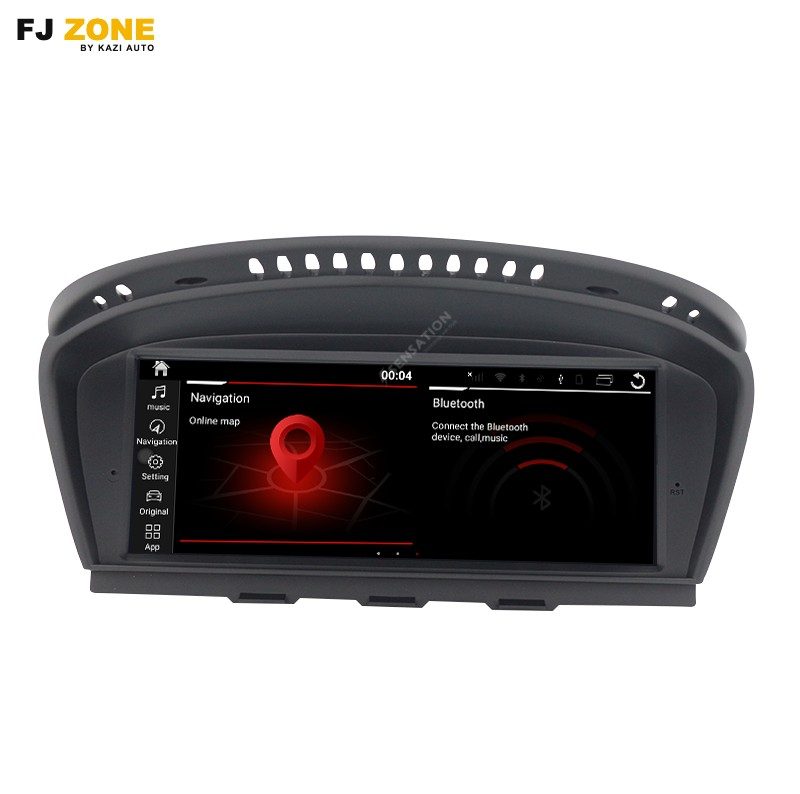 FJ ZONE
BY KAZI AUTO
00:04
music
Navigation
Setting
Original
App
Navigation
Online map
Bluetooth
Connect the Bluetooth
device, call,music
RST